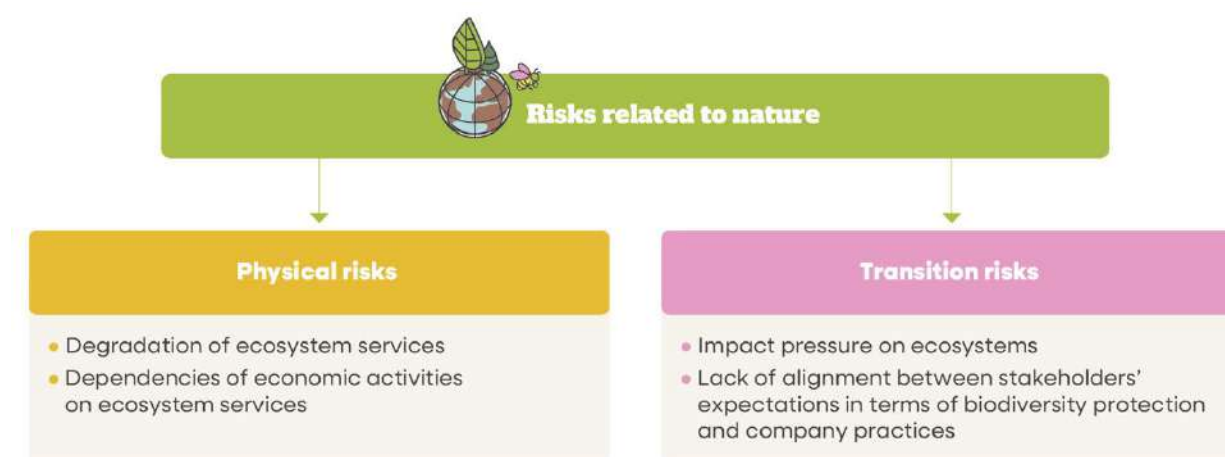 Risks related to nature
Physical risks
• Degradation of ecosystem services
• Dependencies of economic activities
on ecosystem services
Transition risks
• Impact pressure on ecosystems
• Lack of alignment between stakeholders’
expectations in terms of biodiversity protection
and company practices